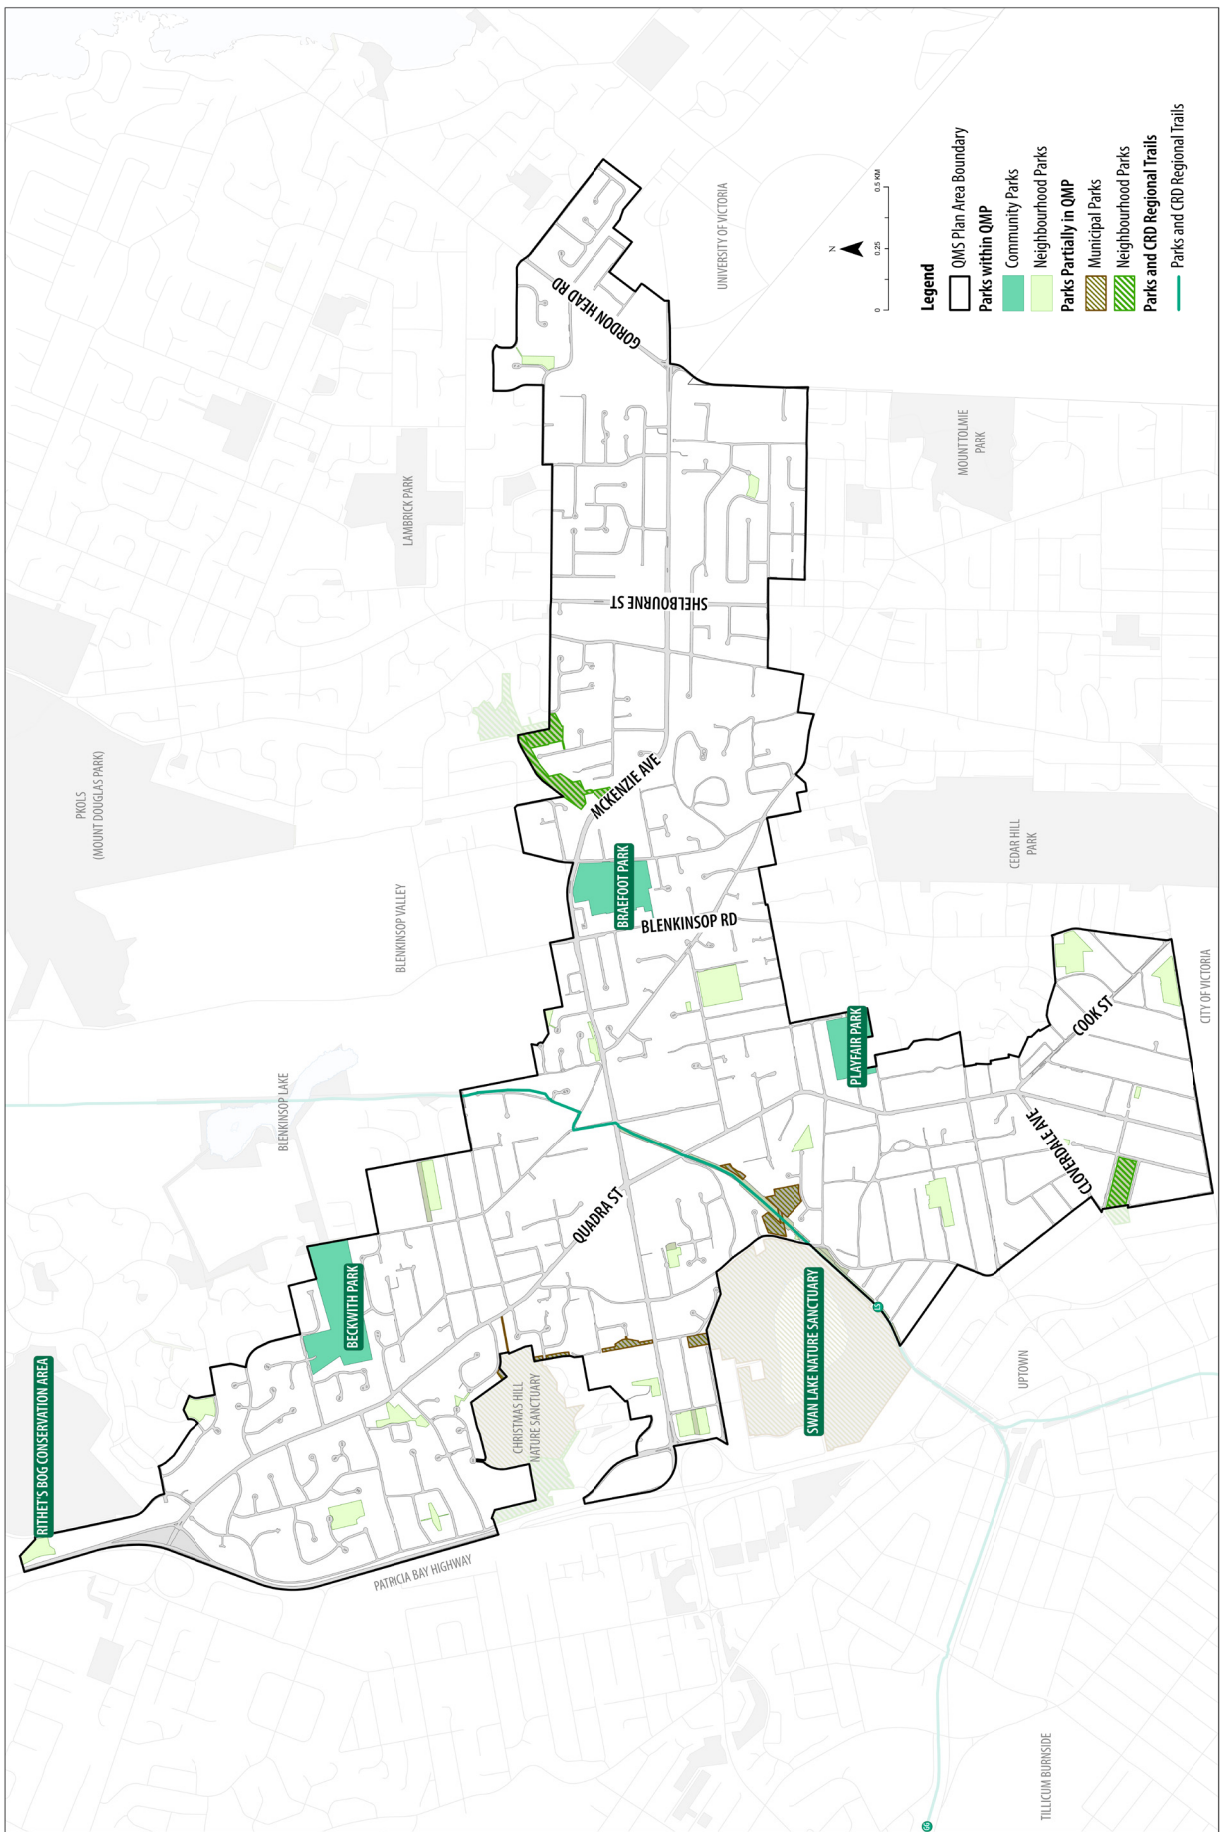 RITHET'S BOG CONSERVATION AREA
PKOLS
(MOUNT DOUGLAS PARK)
BLENKINSOP LAKE
BLENKINSOP VALLEY
LAMBRICK PARK
BECKWITH PARK
PATRICIA BAY HIGHWAY
CHRISTMAS HILL
NATURE SANCTUARY
QUADRA ST
BRAEFOOT PARK
MCKENZIE AVE
BLENKINSOP RD
SHELBOURNE ST
GORDON HEAD RD
UNIVERSITY OF VICTORIA
SWAN LAKE NATURE SANCTUARY
LS
PLAYFAIR PARK
CEDAR HILL
PARK
MOUNT TOLMIE
PARK
UPTOWN
CLOVERDALE AVE
COOK ST
CITY OF VICTORIA
TILLICUM BURNSIDE
GG
N
0
0.25
0.5 KM
Legend
QMS Plan Area Boundary
Parks within QMP
Community Parks
Neighbourhood Parks
Parks Partially in QMP
Municipal Parks
Neighbourhood Parks
Parks and CRD Regional Trails
Parks and CRD Regional Trails